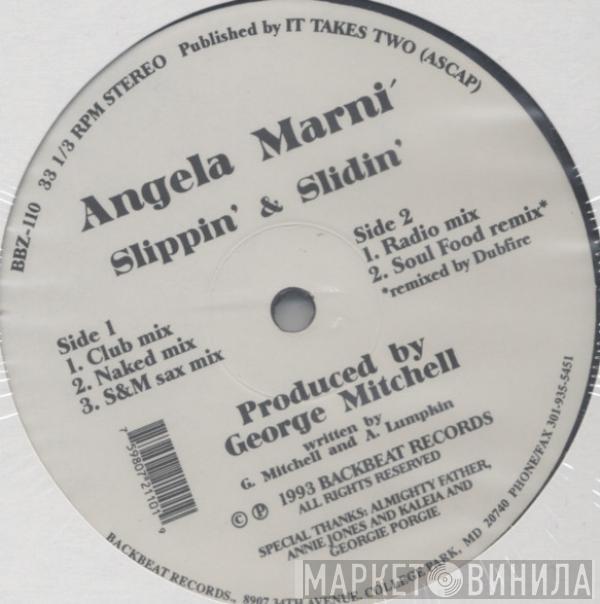 BBZ-110 33 1/3 RPM STEREO Published by IT TAKES TWO (ASCAP)
Angela Marni´
Slippin' & Slidin'
Side 1
1. Club mix
2. Naked mix
3. S&M sax mix
Side 2
1. Radio mix
2. Soul Food remix*
*remixed by Dubfire
Produced by
George Mitchell
written by
G. Mitchell and A. Lumpkin
© ℗ 1993 BACKBEAT RECORDS
ALL RIGHTS RESERVED
SPECIAL THANKS: ALMIGHTY FATHER,
ANNIE JONES AND KALEIA AND
GEORGIE PORGIE
7 59807-21101 9
BACKBEAT RECORDS., 8907 34TH AVENUE, COLLEGE PARK, MD 20740 PHONE/FAX 301-935-5451
МАРКЕТ ВИНИЛА